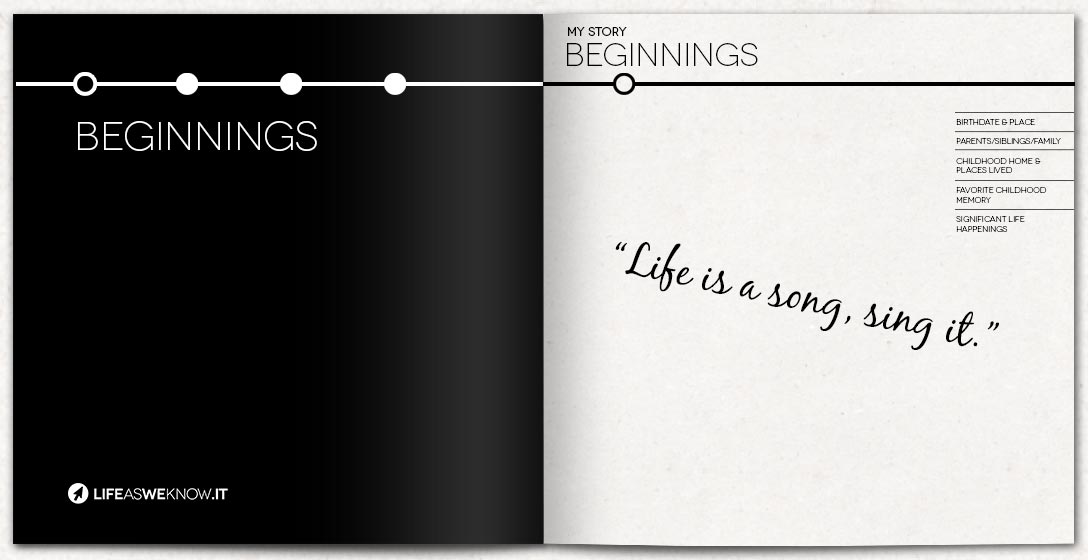 BEGINNINGS
LIFEASWEKNOW.IT
MY STORY
BEGINNINGS
BIRTHDATE & PLACE
PARENTS/SIBLINGS/FAMILY
CHILDHOOD HOME &
PLACES LIVED
FAVORITE CHILDHOOD
MEMORY
SIGNIFICANT LIFE
HAPPENINGS
“Life is a song, sing it.”